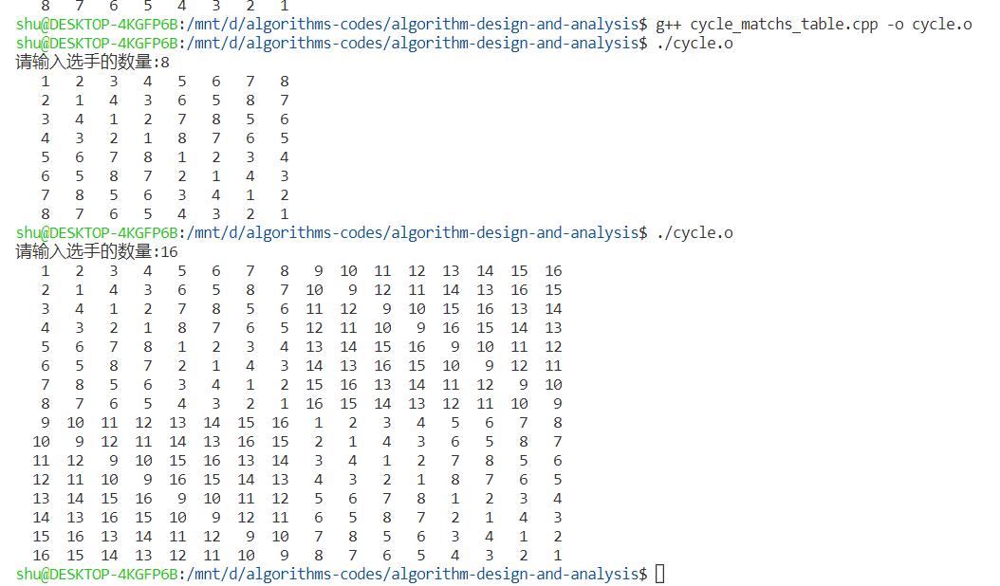 8 7 6 5 4 3 2 1
shu@DESKTOP-4KGFP6B:/mnt/d/algorithms-codes/algorithm-design-and-analysis$ g++ cycle_matchs_table.cpp -o cycle.o
shu@DESKTOP-4KGFP6B:/mnt/d/algorithms-codes/algorithm-design-and-analysis$ ./cycle.o
请输入选手的数量:8
1 2 3 4 5 6 7 8
2 1 4 3 6 5 8 7
3 4 1 2 7 8 5 6
4 3 2 1 8 7 6 5
5 6 7 8 1 2 3 4
6 5 8 7 2 1 4 3
7 8 5 6 3 4 1 2
8 7 6 5 4 3 2 1
shu@DESKTOP-4KGFP6B:/mnt/d/algorithms-codes/algorithm-design-and-analysis$ ./cycle.o
请输入选手的数量:16
1 2 3 4 5 6 7 8 9 10 11 12 13 14 15 16
2 1 4 3 6 5 8 7 10 9 12 11 14 13 16 15
3 4 1 2 7 8 5 6 11 12 9 10 15 16 13 14
4 3 2 1 8 7 6 5 12 11 10 9 16 15 14 13
5 6 7 8 1 2 3 4 13 14 15 16 9 10 11 12
6 5 8 7 2 1 4 3 14 13 16 15 10 9 12 11
7 8 5 6 3 4 1 2 15 16 13 14 11 12 9 10
8 7 6 5 4 3 2 1 16 15 14 13 12 11 10 9
9 10 11 12 13 14 15 16 1 2 3 4 5 6 7 8
10 9 12 11 14 13 16 15 2 1 4 3 6 5 8 7
11 12 9 10 15 16 13 14 3 4 1 2 7 8 5 6
12 11 10 9 16 15 14 13 4 3 2 1 8 7 6 5
13 14 15 16 9 10 11 12 5 6 7 8 1 2 3 4
14 13 16 15 10 9 12 11 6 5 8 7 2 1 4 3
15 16 13 14 11 12 9 10 7 8 5 6 3 4 1 2
16 15 14 13 12 11 10 9 8 7 6 5 4 3 2 1
shu@DESKTOP-4KGFP6B:/mnt/d/algorithms-codes/algorithm-design-and-analysis$